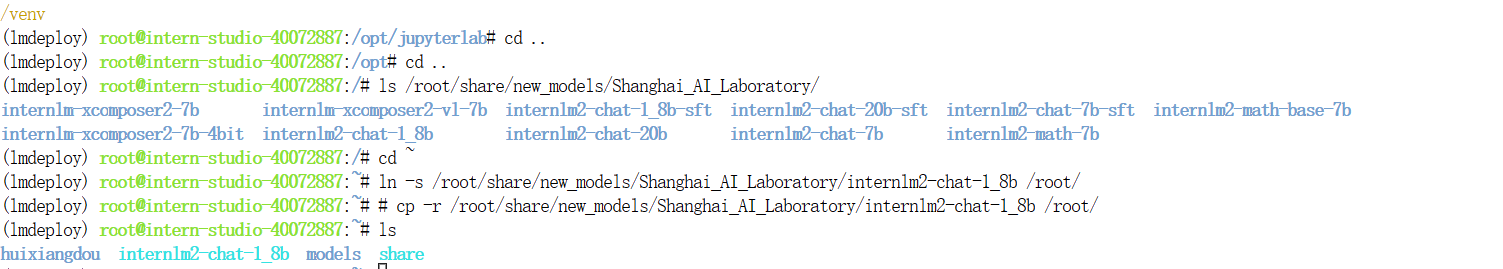 /venv
(lmdeploy) root@intern-studio-40072887:/opt/jupyterlab# cd ..
(lmdeploy) root@intern-studio-40072887:/opt# cd ..
(lmdeploy) root@intern-studio-40072887:/# ls /root/share/new_models/Shanghai_AI_Laboratory/
internlm-xcomposer2-7b internlm-xcomposer2-vl-7b internlm2-chat-1_8b-sft internlm2-chat-20b-sft internlm2-chat-7b-sft internlm2-math-base-7b
internlm-xcomposer2-7b-4bit internlm2-chat-1_8b internlm2-chat-20b internlm2-chat-7b internlm2-math-7b
(lmdeploy) root@intern-studio-40072887:/# cd ~
(lmdeploy) root@intern-studio-40072887:~# ln -s /root/share/new_models/Shanghai_AI_Laboratory/internlm2-chat-1_8b /root/
(lmdeploy) root@intern-studio-40072887:~# # cp -r /root/share/new_models/Shanghai_AI_Laboratory/internlm2-chat-1_8b /root/
(lmdeploy) root@intern-studio-40072887:~# ls
huixiangdou internlm2-chat-1_8b models share